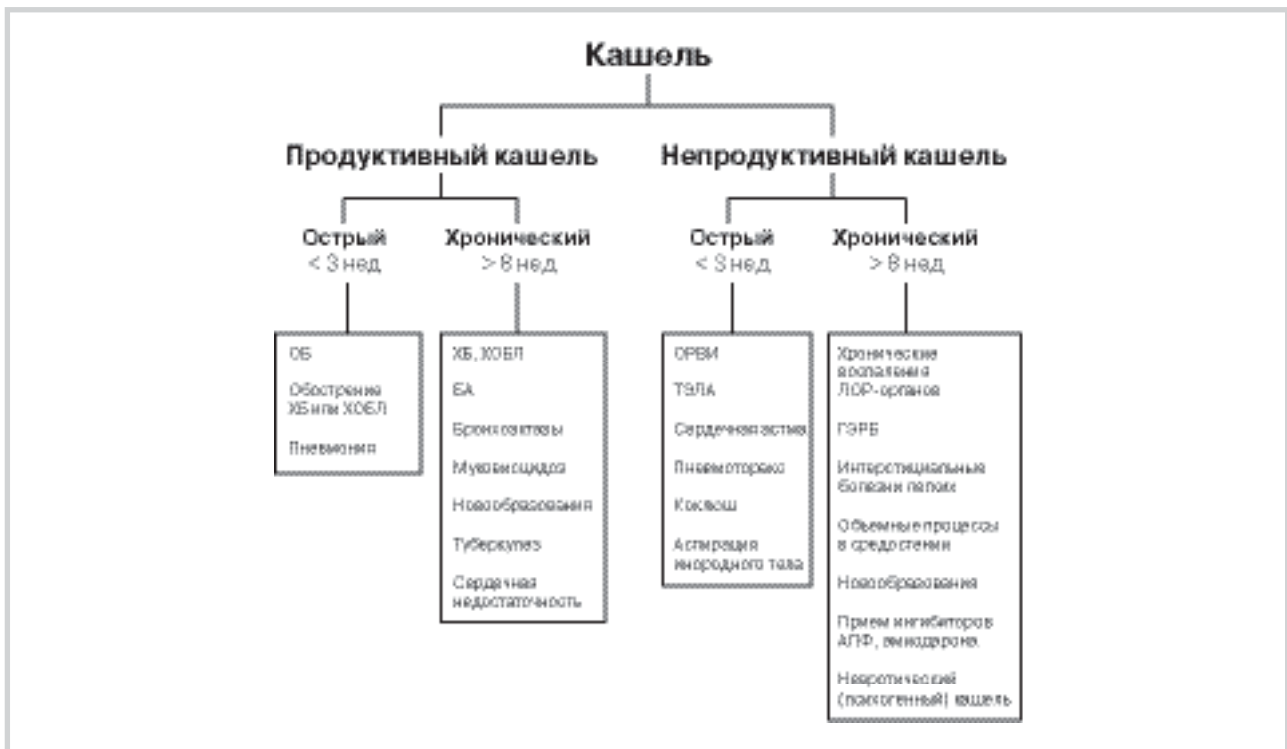 Кашель
Продуктивный кашель
Непродуктивный кашель
Острый
< 3 нед
Хронический
> 8 нед
Острый
< 3 нед
Хронический
> 8 нед
ОБ
Обострение
ХБ или ХОБЛ
Пневмония
ХБ, ХОБЛ
БА
Бронхоэктазы
Муковисцидоз
Новообразования
Туберкулез
Сердечная
недостаточность
ОРВИ
ТЭЛА
Сердечная астма
Пневмоторакс
Коклюш
Аспирация
инородного тела
Хронические
воспаления
ЛОР-органов
ГЭРБ
Интерстициальные
болезни легких
Объемные процессы
в средостении
Новообразования
Прием ингибиторов
АПФ, амиодарона
Невротический
(психогенный) кашель